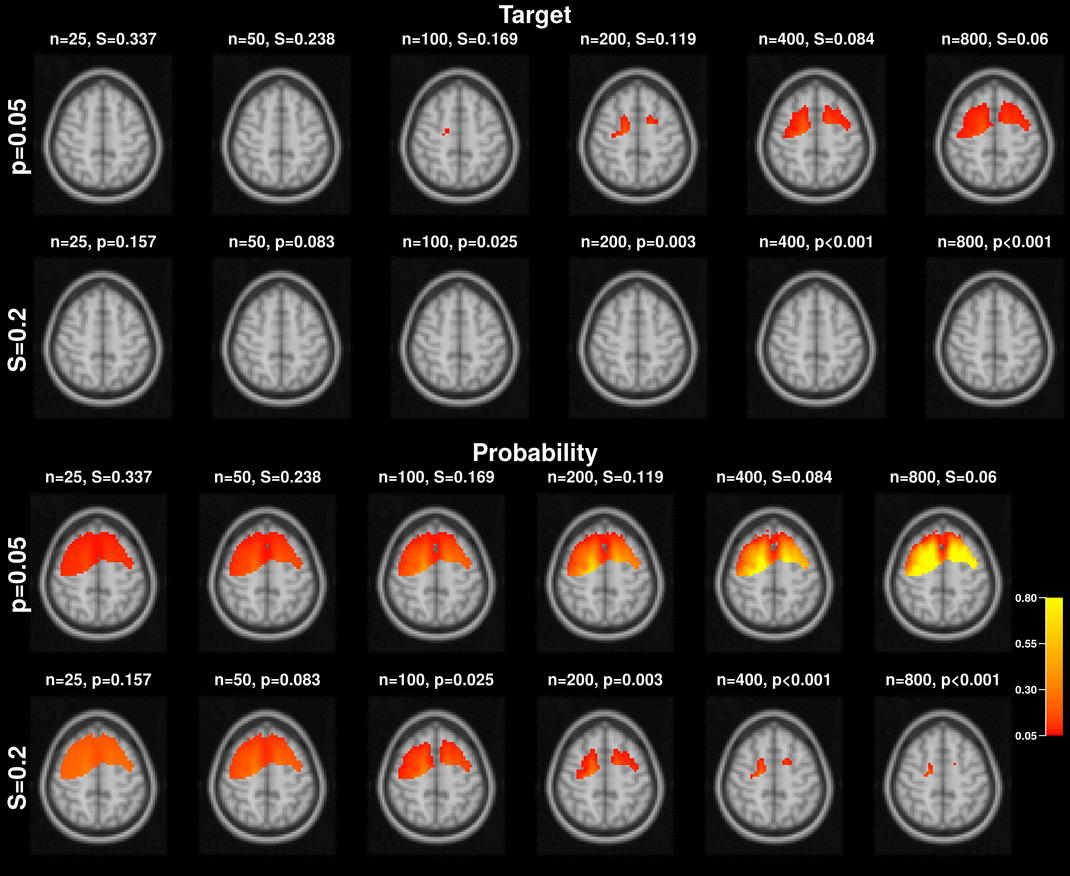 Target
n=25, S=0.337 n=50, S=0.238 n=100, S=0.169 n=200, S=0.119 n=400, S=0.084 n=800, S=0.06
p=0.05
n=25, p=0.157 n=50, p=0.083 n=100, p=0.025 n=200, p=0.003 n=400, p<0.001 n=800, p<0.001
S=0.2
Probability
n=25, S=0.337 n=50, S=0.238 n=100, S=0.169 n=200, S=0.119 n=400, S=0.084 n=800, S=0.06
p=0.05
0.80
0.55
0.30
0.05
n=25, p=0.157 n=50, p=0.083 n=100, p=0.025 n=200, p=0.003 n=400, p<0.001 n=800, p<0.001
S=0.2